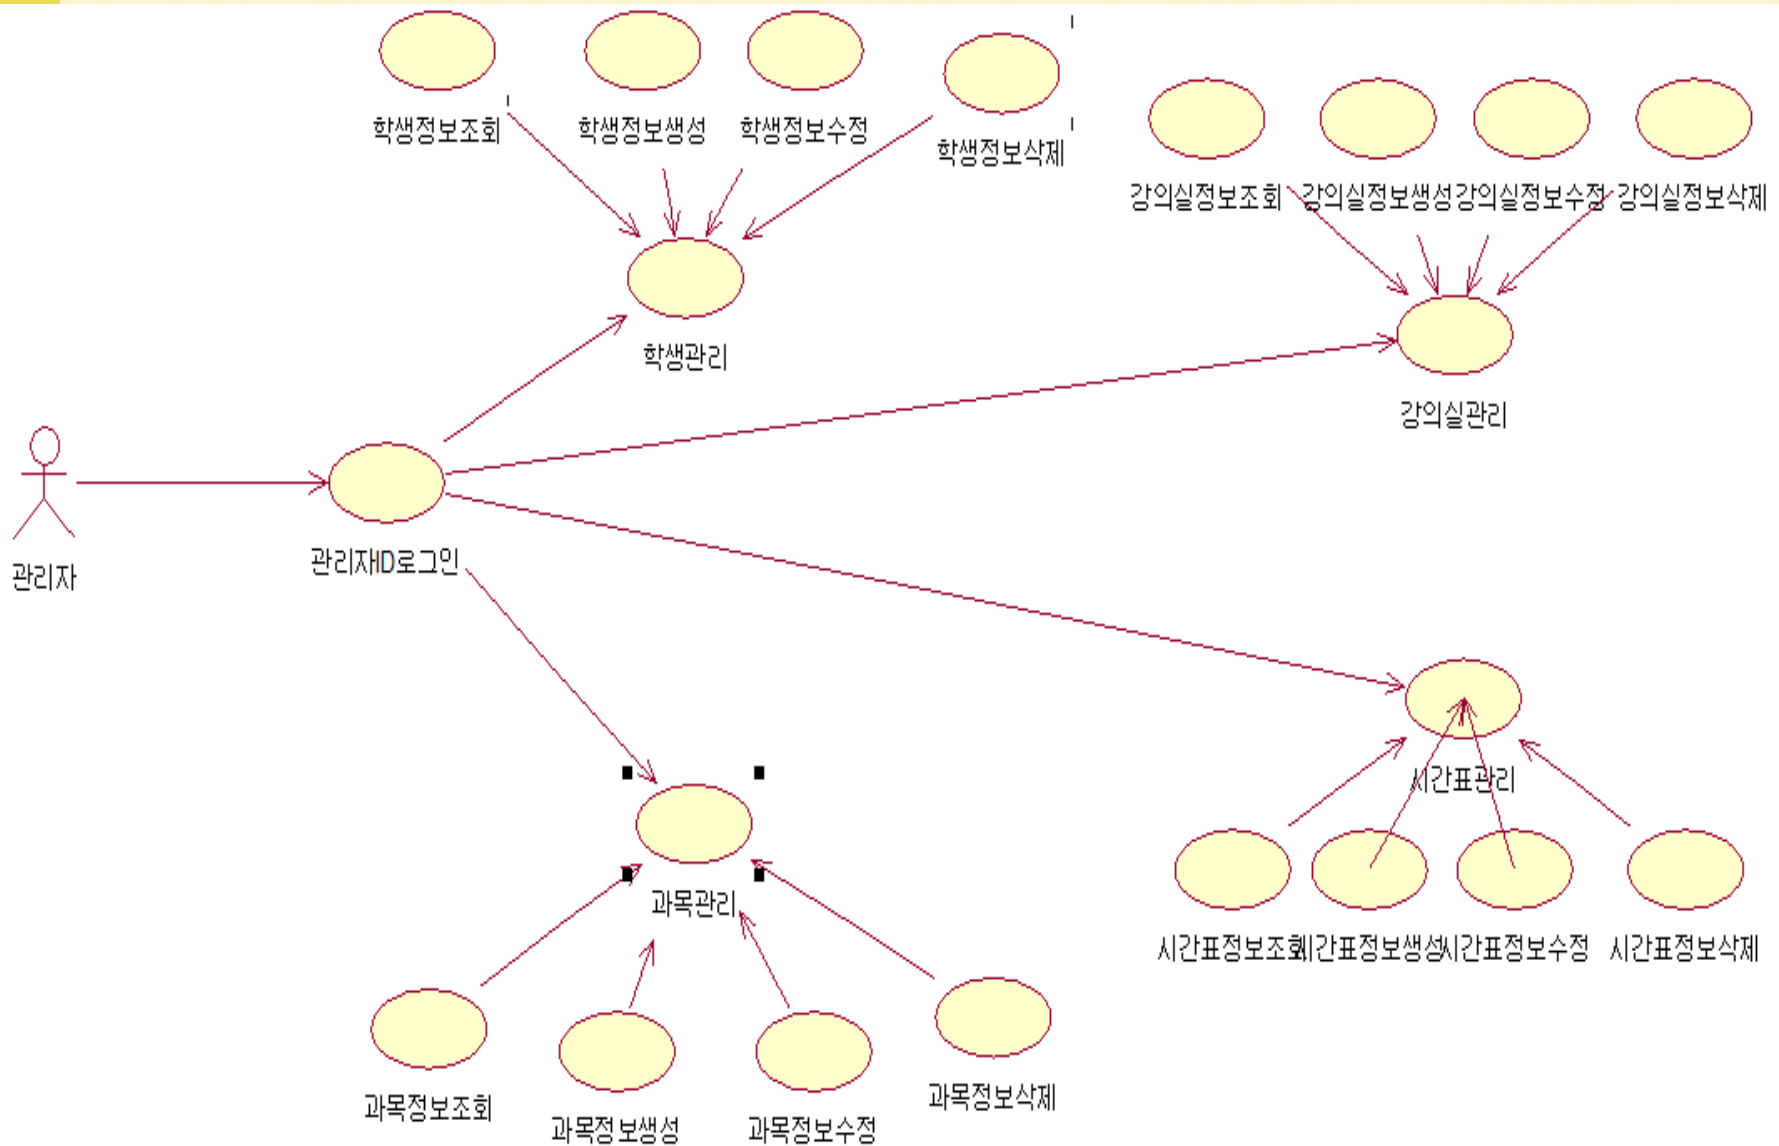 학생정보조회
학생정보생성
학생정보수정
학생정보삭제
강의실정보조회
강의실정보생성
강의실정보수정
강의실정보삭제
학생관리
강의실관리
관리자
관리자ID로그인
시간표관리
과목관리
시간표정보조회
시간표정보생성
시간표정보수정
시간표정보삭제
과목정보조회
과목정보생성
과목정보수정
과목정보삭제